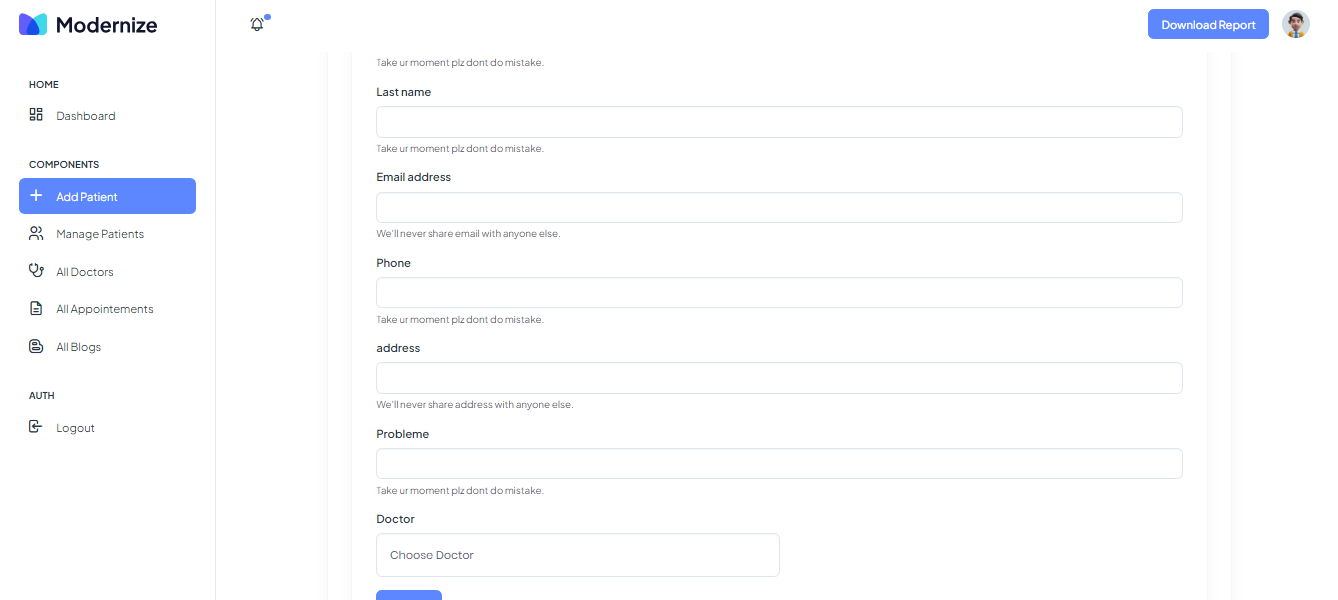 Modernize
Download Report
HOME
Dashboard
COMPONENTS
Add Patient
Manage Patients
All Doctors
All Appointements
All Blogs
AUTH
Logout
Take ur moment plz dont do mistake.
Last name
Take ur moment plz dont do mistake.
Email address
We'll never share email with anyone else.
Phone
Take ur moment plz dont do mistake.
address
We'll never share address with anyone else.
Probleme
Take ur moment plz dont do mistake.
Doctor
Choose Doctor